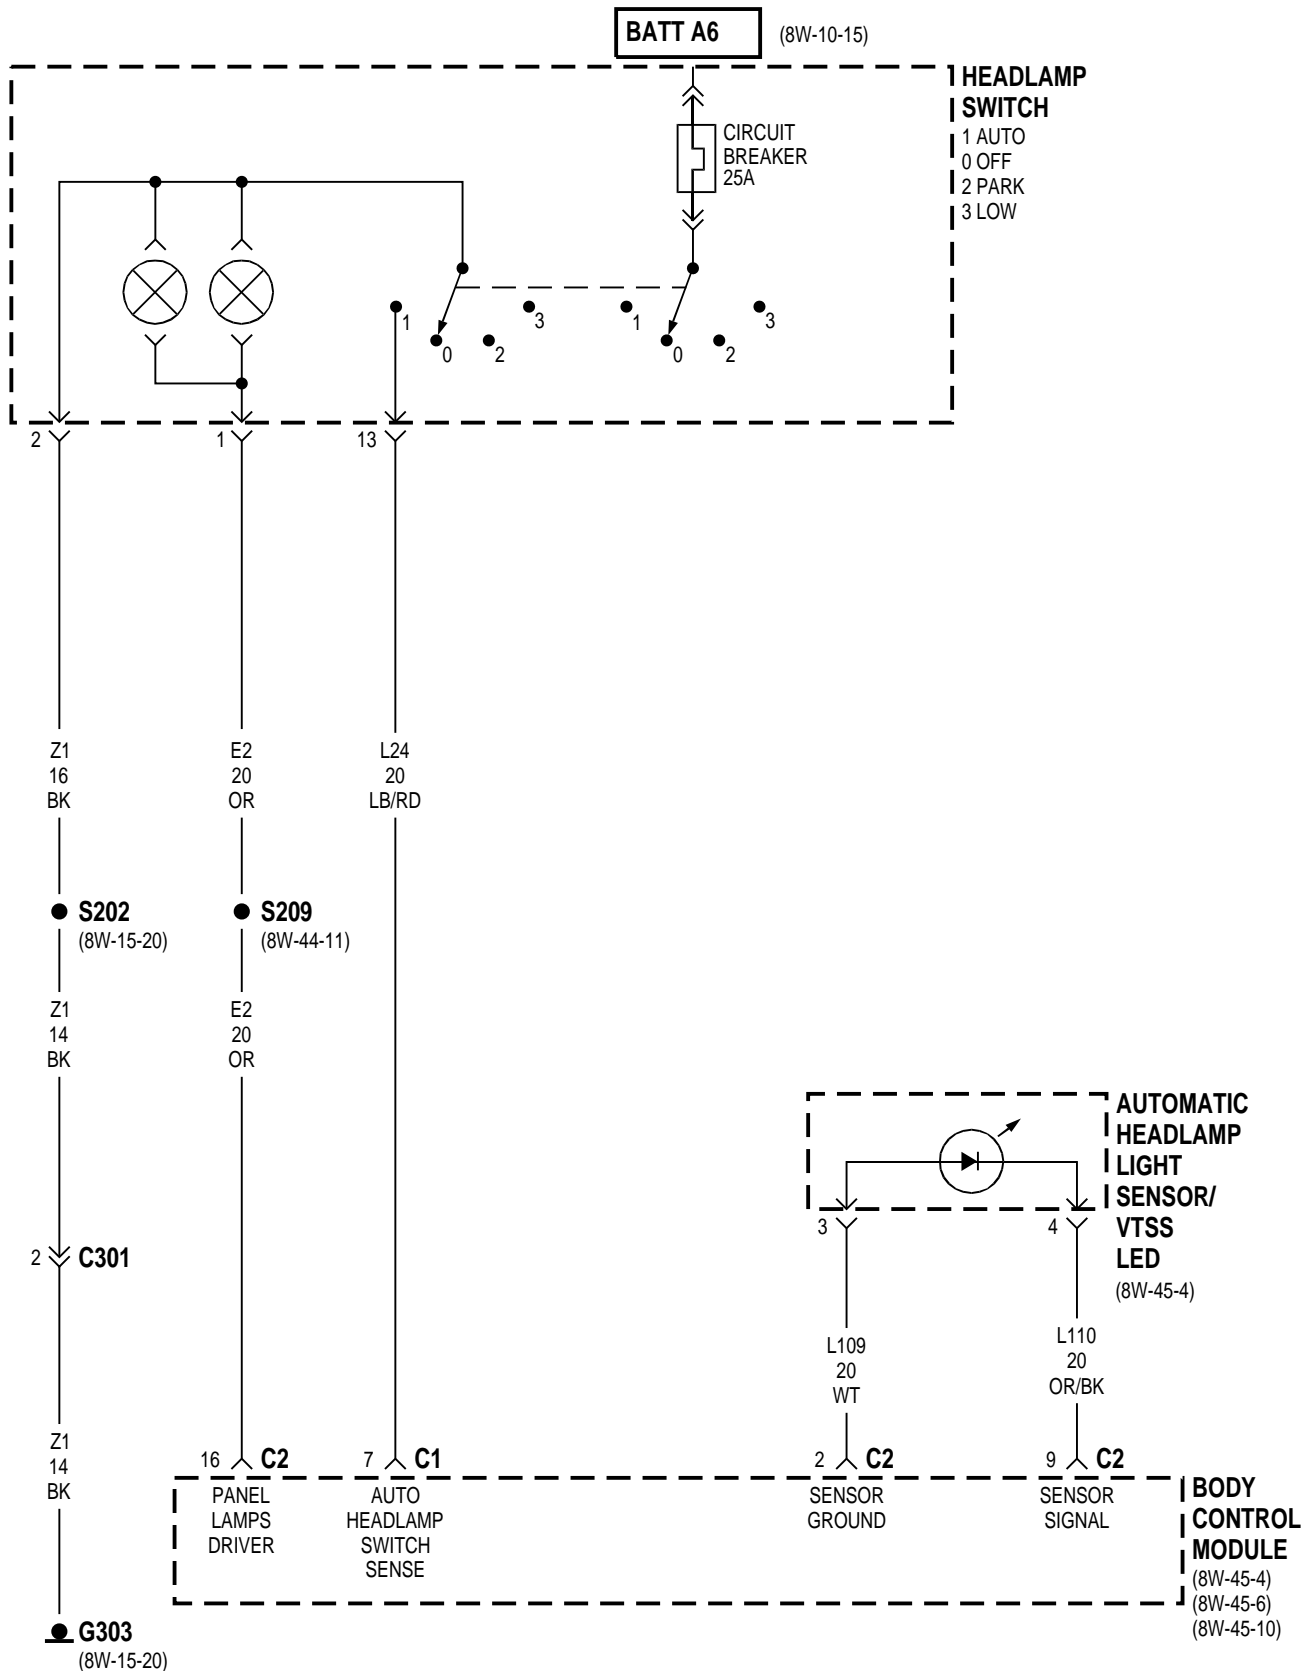 BATT A6
(8W-10-15)
HEADLAMP
SWITCH
1 AUTO
0 OFF
2 PARK
3 LOW
CIRCUIT
BREAKER
25A
1
0
2
3
1
0
2
3
2
1
13
Z1
16
BK
E2
20
OR
L24
20
LB/RD
S202
(8W-15-20)
S209
(8W-44-11)
Z1
14
BK
E2
20
OR
AUTOMATIC
HEADLAMP
LIGHT
SENSOR/
VTSS
LED
(8W-45-4)
3
4
2
C301
L109
20
WT
L110
20
OR/BK
Z1
14
BK
16
C2
7
C1
2
C2
9
C2
PANEL
LAMPS
DRIVER
AUTO
HEADLAMP
SWITCH
SENSE
SENSOR
GROUND
SENSOR
SIGNAL
BODY
CONTROL
MODULE
(8W-45-4)
(8W-45-6)
(8W-45-10)
G303
(8W-15-20)